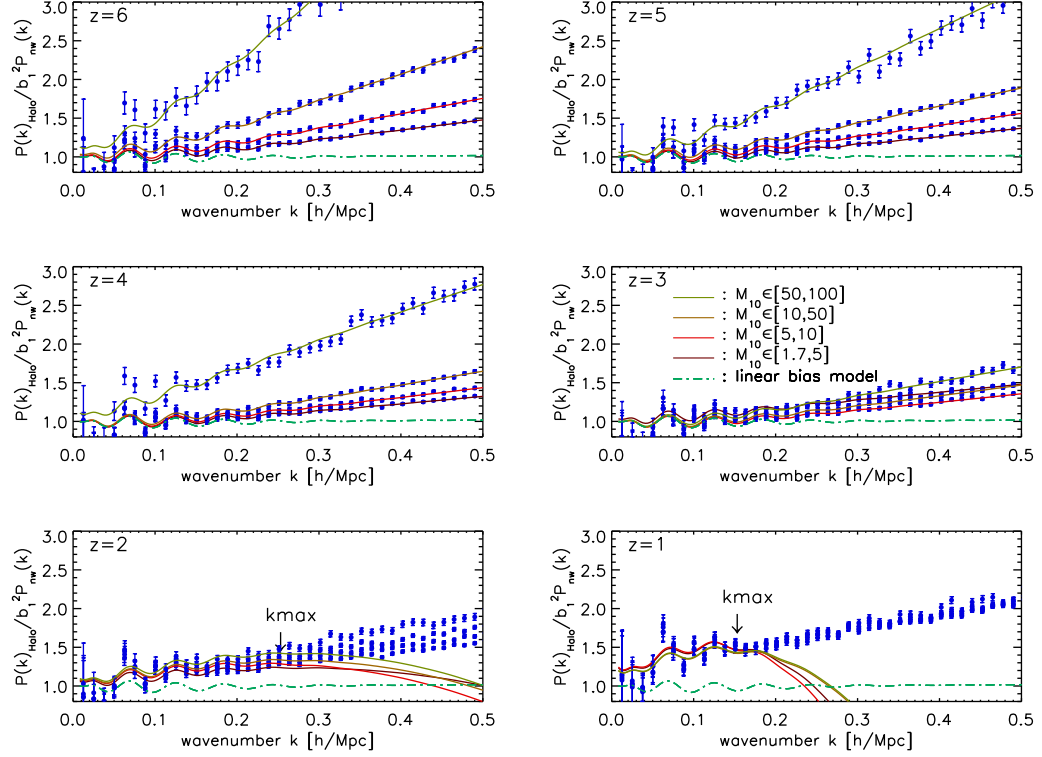 z=6
3.0
2.5
2.0
1.5
1.0
P(k)Halo/b1²Pnw(k)
0.0 0.1 0.2 0.3 0.4 0.5
wavenumber k [h/Mpc]
z=5
3.0
2.5
2.0
1.5
1.0
P(k)Halo/b1²Pnw(k)
0.0 0.1 0.2 0.3 0.4 0.5
wavenumber k [h/Mpc]
z=4
3.0
2.5
2.0
1.5
1.0
P(k)Halo/b1²Pnw(k)
0.0 0.1 0.2 0.3 0.4 0.5
wavenumber k [h/Mpc]
z=3
: M10∈[50,100]
: M10∈[10,50]
: M10∈[5,10]
: M10∈[1.7,5]
: linear bias model
3.0
2.5
2.0
1.5
1.0
P(k)Halo/b1²Pnw(k)
0.0 0.1 0.2 0.3 0.4 0.5
wavenumber k [h/Mpc]
z=2
kmax
3.0
2.5
2.0
1.5
1.0
P(k)Halo/b1²Pnw(k)
0.0 0.1 0.2 0.3 0.4 0.5
wavenumber k [h/Mpc]
z=1
kmax
3.0
2.5
2.0
1.5
1.0
P(k)Halo/b1²Pnw(k)
0.0 0.1 0.2 0.3 0.4 0.5
wavenumber k [h/Mpc]